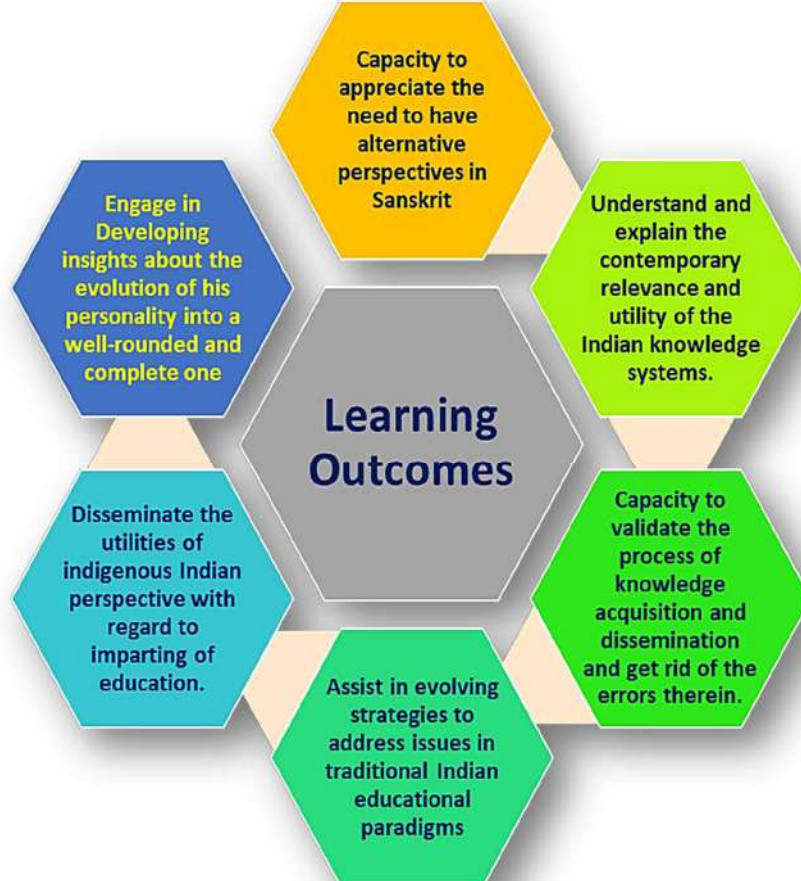 Capacity to
appreciate the
need to have
alternative
perspectives in
Sanskrit
Understand and
explain the
contemporary
relevance and
utility of the
Indian knowledge
systems.
Capacity to
validate the
process of
knowledge
acquisition and
dissemination
and get rid of the
errors therein.
Assist in evolving
strategies to
address issues in
traditional Indian
educational
paradigms
Disseminate the
utilities of
indigenous Indian
perspective with
regard to
imparting of
education.
Engage in
Developing
insights about the
evolution of his
personality into a
well-rounded and
complete one
Learning
Outcomes